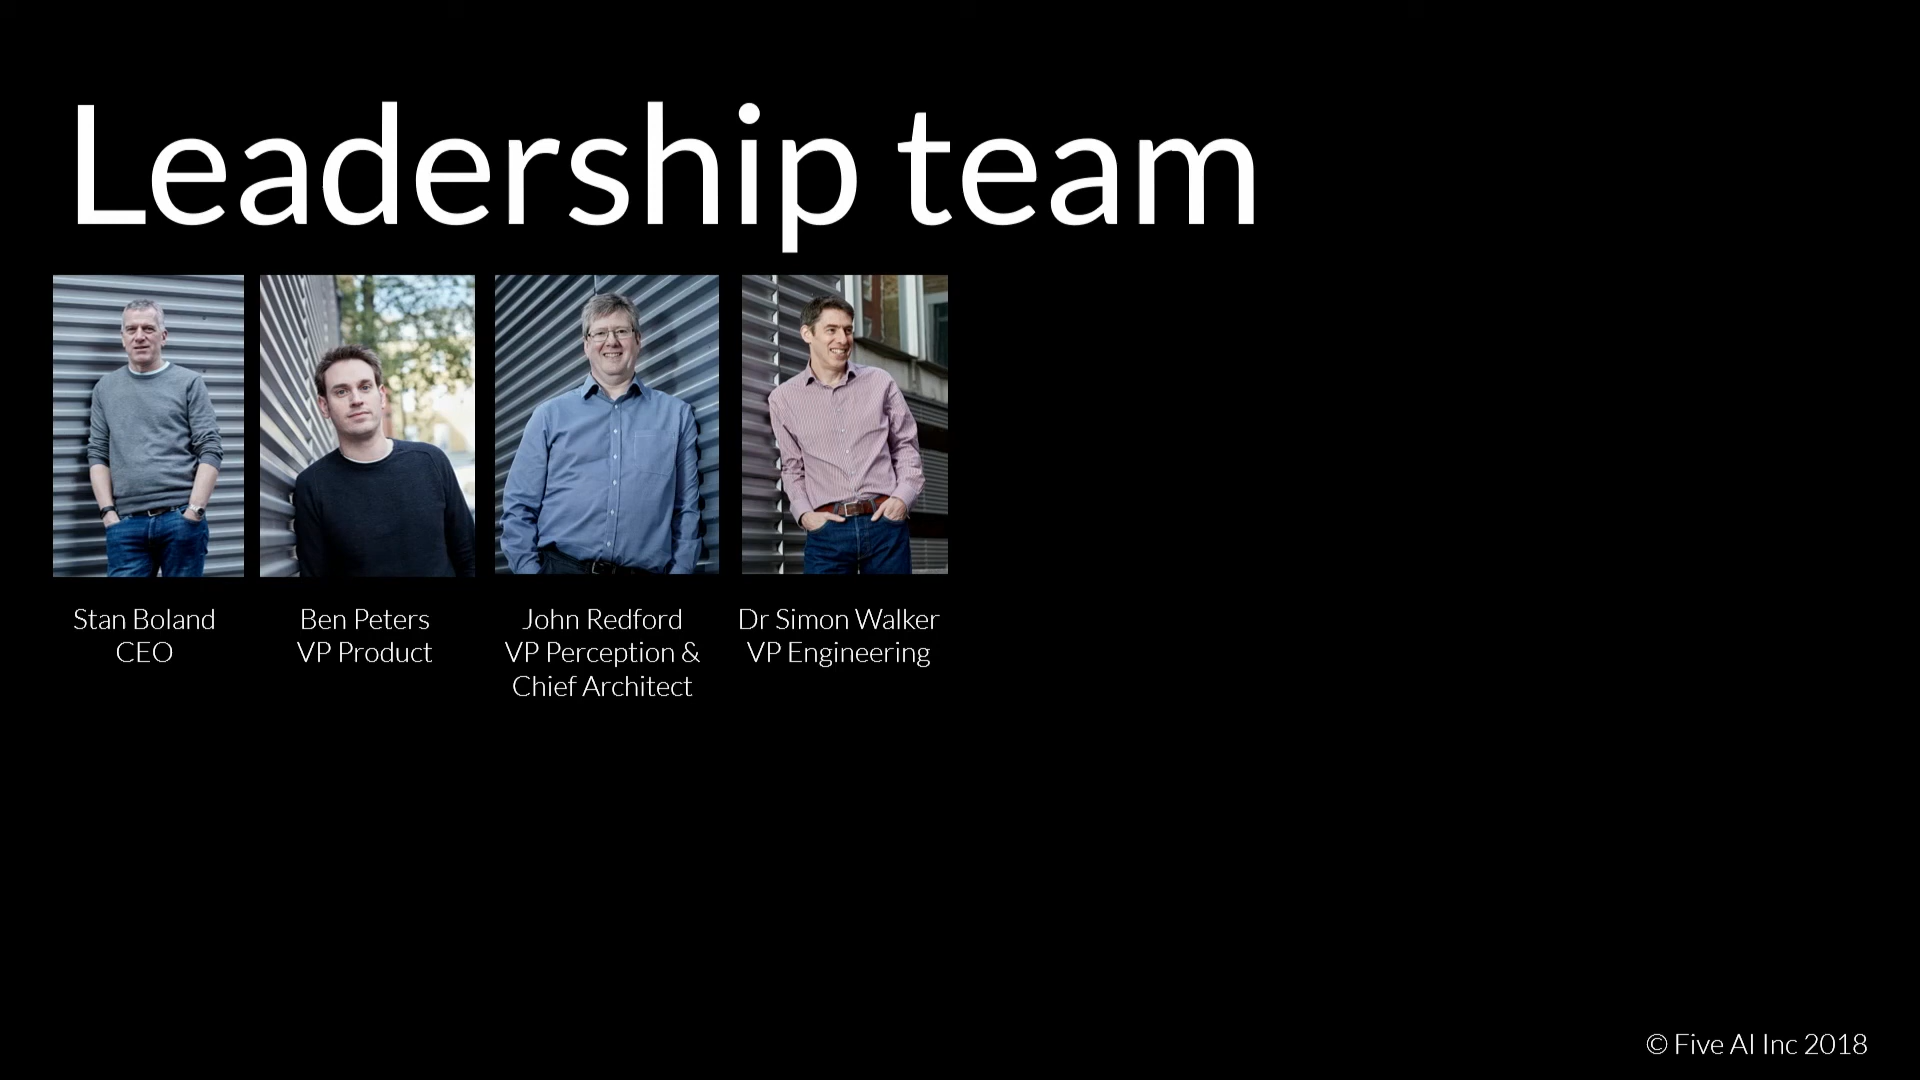 Leadership team
Stan Boland
CEO
Ben Peters
VP Product
John Redford
VP Perception &
Chief Architect
Dr Simon Walker
VP Engineering
© Five AI Inc 2018